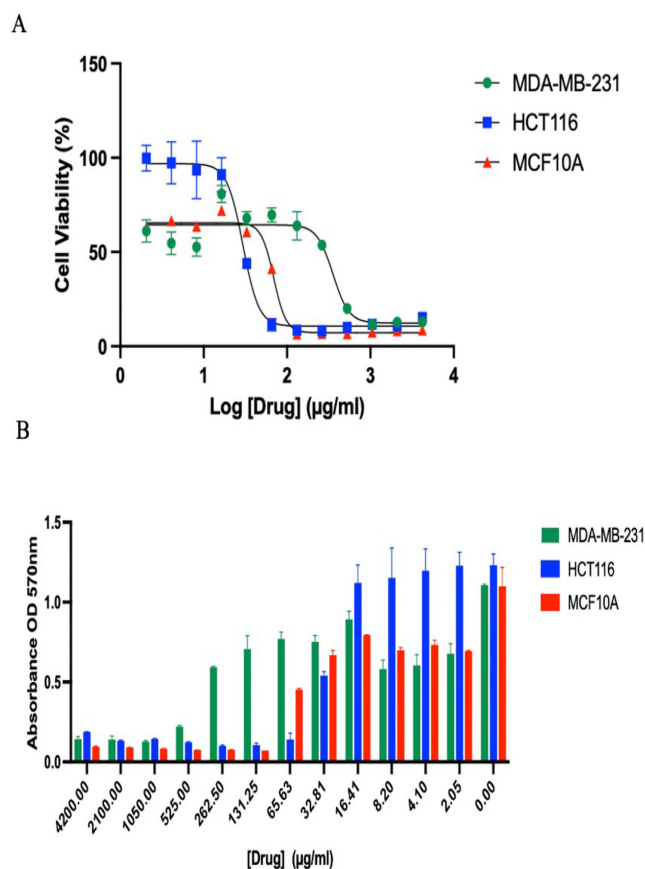 A
150
100
50
0
Cell Viability (%)
0 1 2 3 4
Log [Drug] (µg/ml)
MDA-MB-231
HCT116
MCF10A
B
1.5
1.0
0.5
0.0
Absorbance OD 570nm
4200.00 2100.00 1050.00 525.00 262.50 131.25 65.63 32.81 16.41 8.20 4.10 2.05 0.00
[Drug] (µg/ml)
MDA-MB-231
HCT116
MCF10A